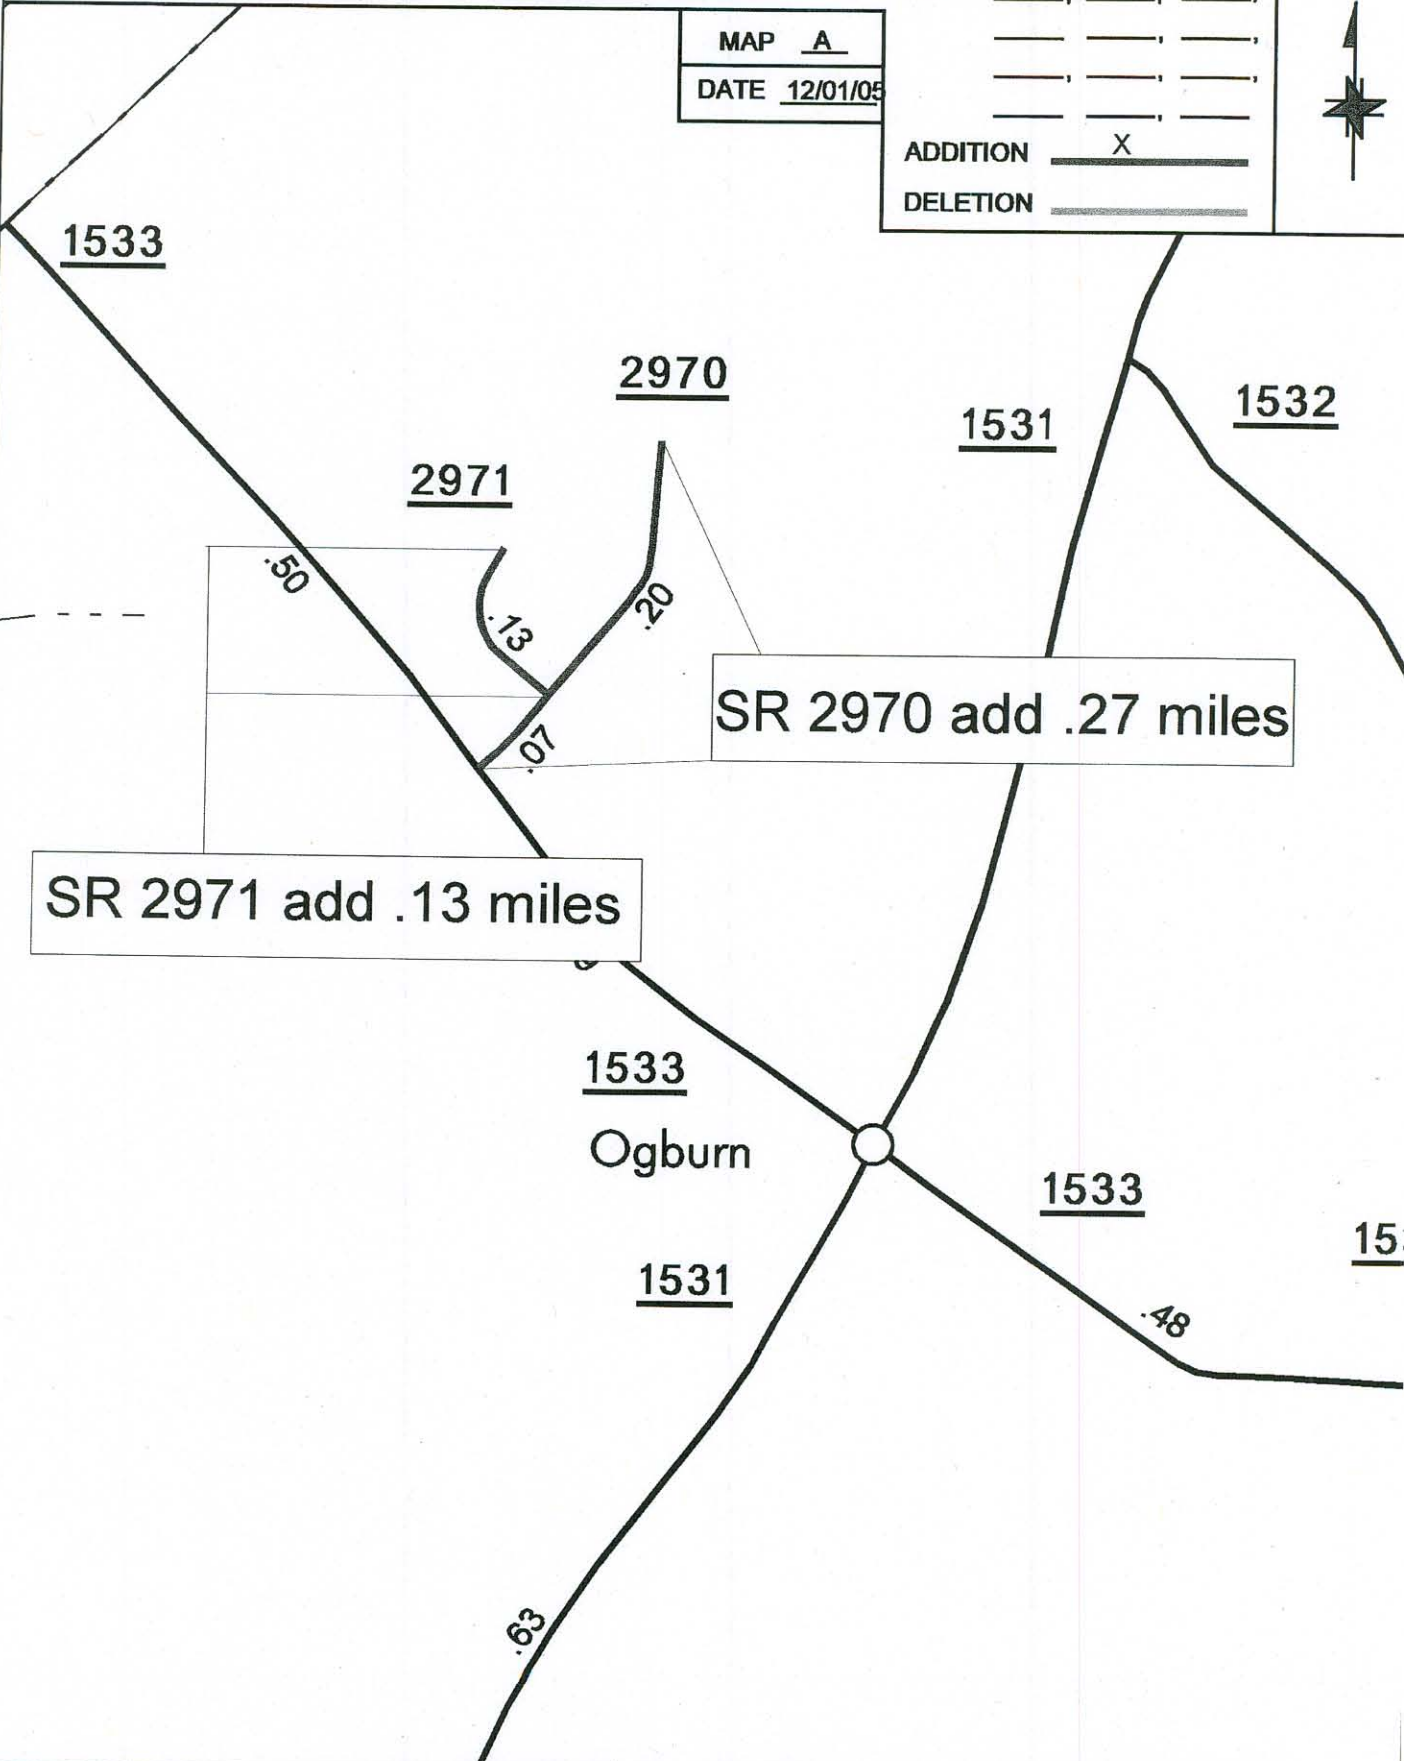 MAP A
DATE 12/01/05
ADDITION X
DELETION
1533
2970
1531
1532
2971
.50
.13
.20
.07
SR 2970 add .27 miles
SR 2971 add .13 miles
1533
Ogburn
1533
1531
.48
.63